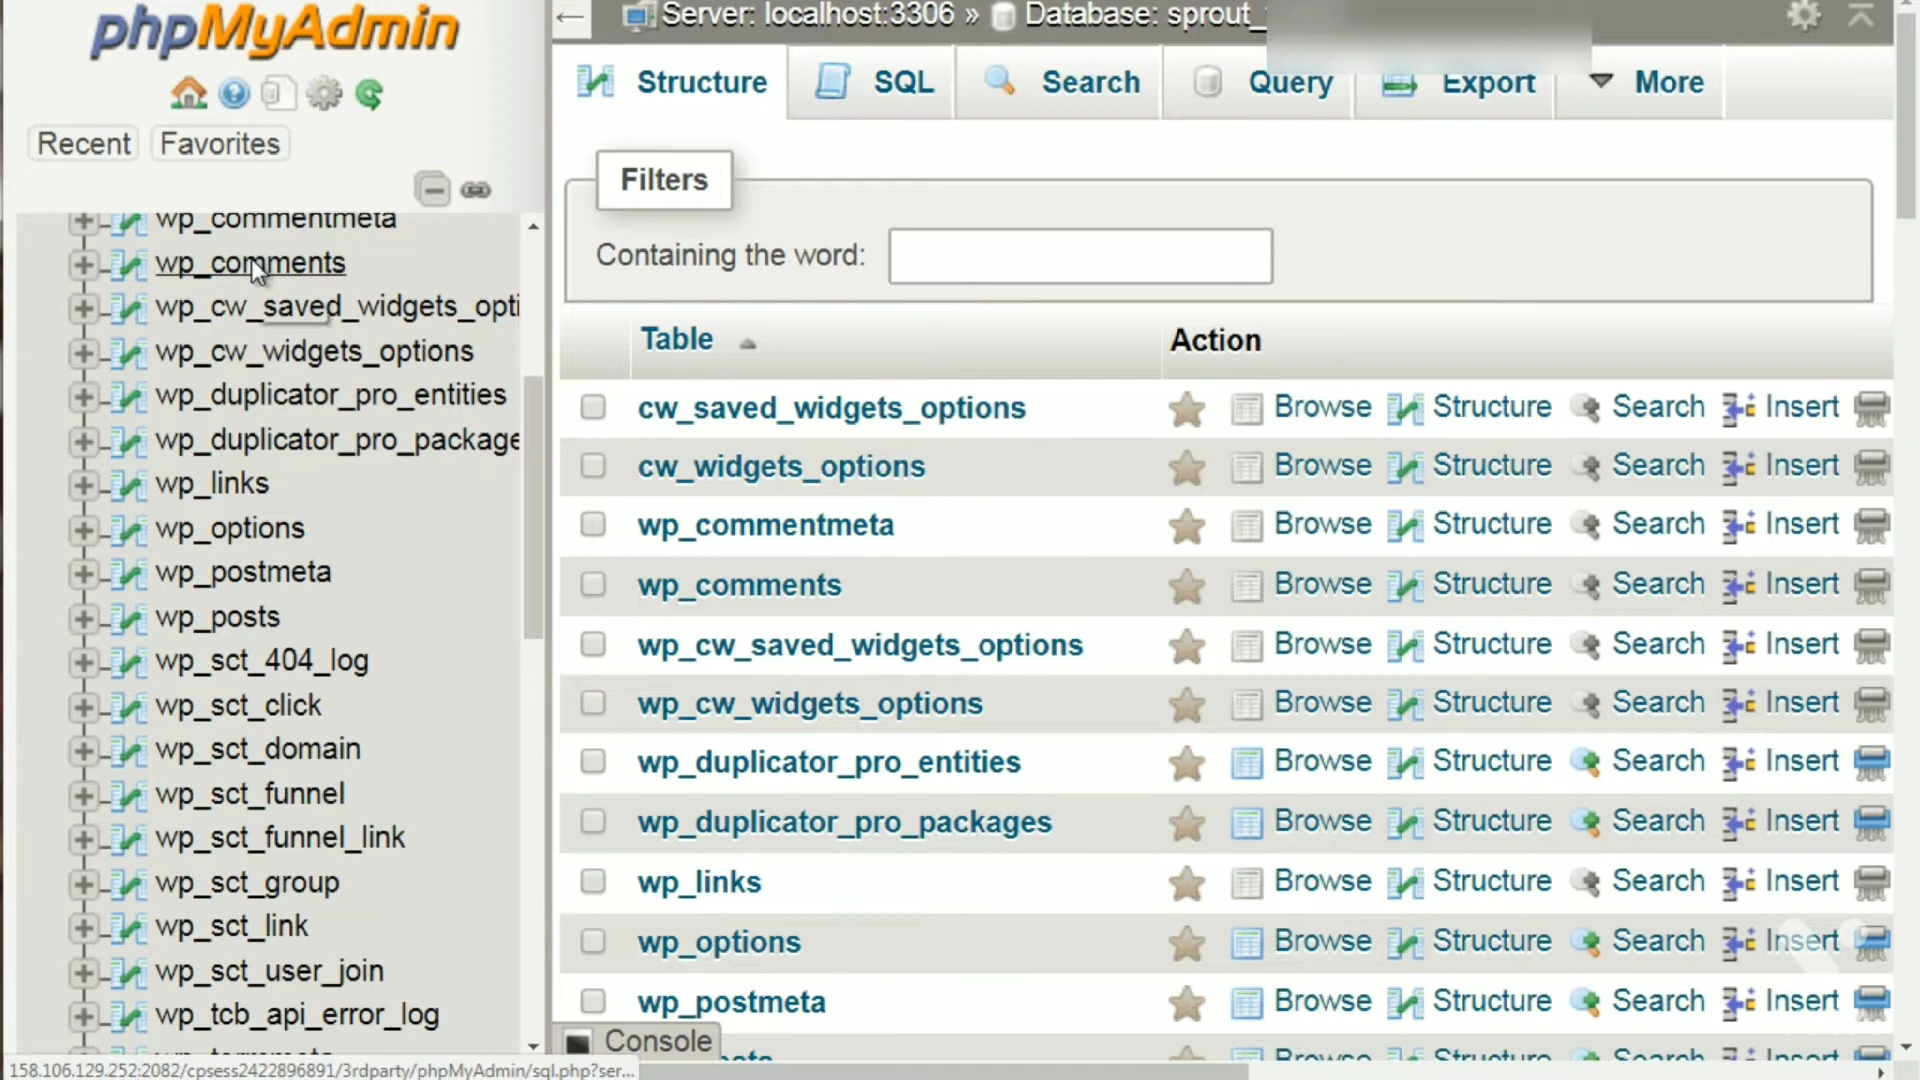 phpMyAdmin
Recent Favorites
wp_commentmeta
wp_comments
wp_cw_saved_widgets_opti
wp_cw_widgets_options
wp_duplicator_pro_entities
wp_duplicator_pro_package
wp_links
wp_options
wp_postmeta
wp_posts
wp_sct_404_log
wp_sct_click
wp_sct_domain
wp_sct_funnel
wp_sct_funnel_link
wp_sct_group
wp_sct_link
wp_sct_user_join
wp_tcb_api_error_log
158.106.129.252:2082/cpsess2422896891/3rdparty/phpMyAdmin/sql.php?ser...
Server: localhost:3306 » Database: sprout_
Structure SQL Search Query Export More
Filters
Containing the word:
Table Action
cw_saved_widgets_options Browse Structure Search Insert
cw_widgets_options Browse Structure Search Insert
wp_commentmeta Browse Structure Search Insert
wp_comments Browse Structure Search Insert
wp_cw_saved_widgets_options Browse Structure Search Insert
wp_cw_widgets_options Browse Structure Search Insert
wp_duplicator_pro_entities Browse Structure Search Insert
wp_duplicator_pro_packages Browse Structure Search Insert
wp_links Browse Structure Search Insert
wp_options Browse Structure Search Insert
wp_postmeta Browse Structure Search Insert
Browse Structure Search Insert
Console